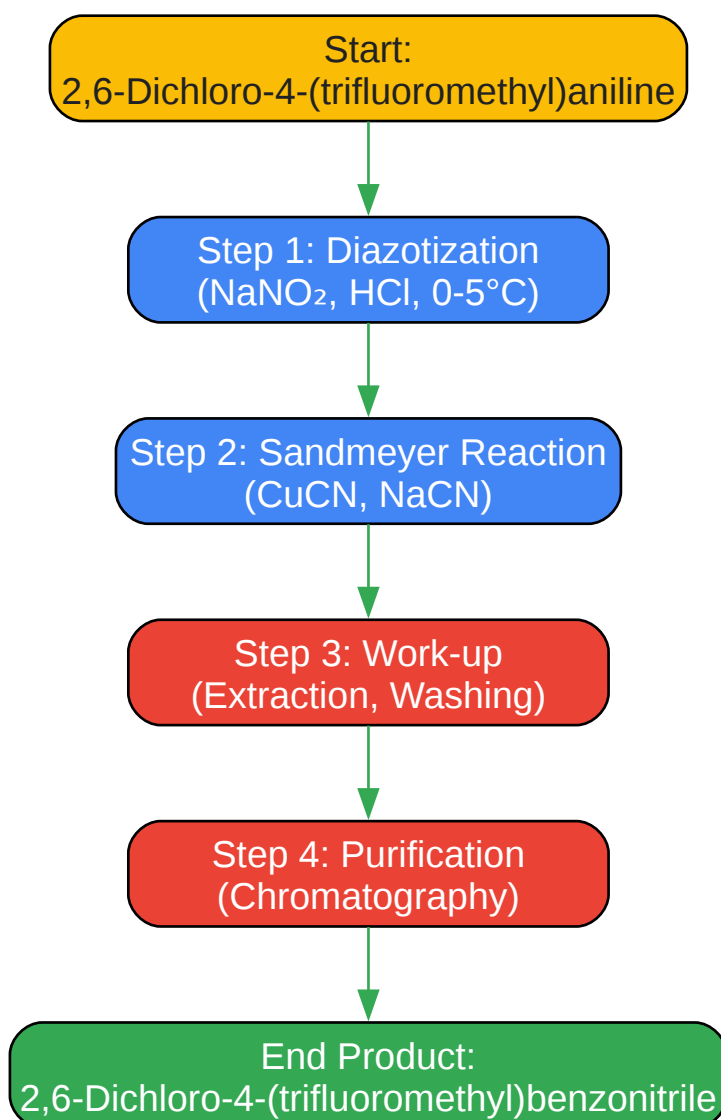 Start:
2,6-Dichloro-4-(trifluoromethyl)aniline
Step 1: Diazotization
(NaNO₂, HCl, 0-5°C)
Step 2: Sandmeyer Reaction
(CuCN, NaCN)
Step 3: Work-up
(Extraction, Washing)
Step 4: Purification
(Chromatography)
End Product:
2,6-Dichloro-4-(trifluoromethyl)benzonitrile